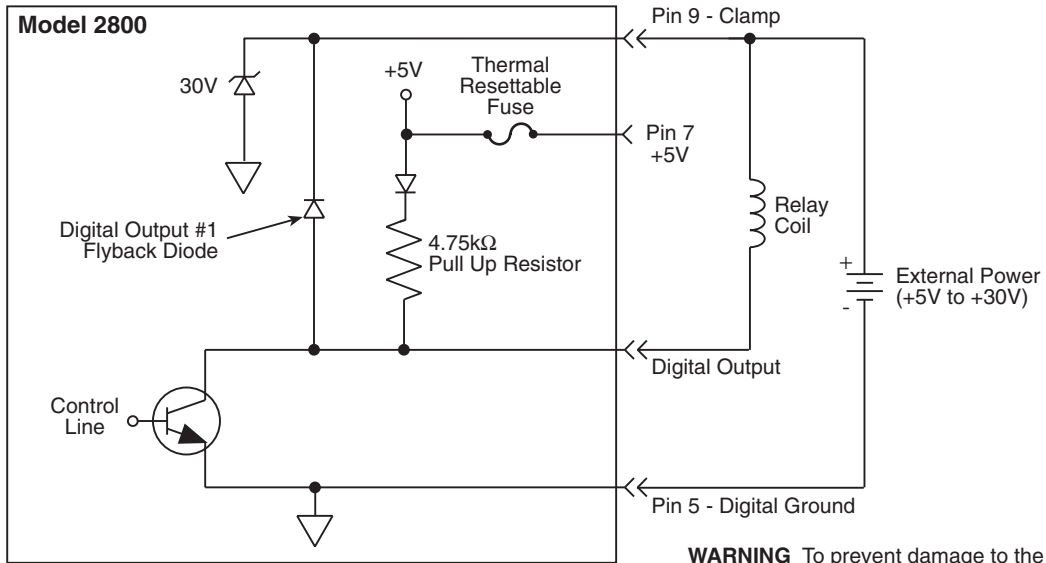 Model 2800
Pin 9 - Clamp
30V
+5V
Thermal
Resettable
Fuse
Pin 7
+5V
Digital Output #1
Flyback Diode
4.75kΩ
Pull Up Resistor
Relay
Coil
+
-
External Power
(+5V to +30V)
Digital Output
Control
Line
Pin 5 - Digital Ground
WARNING To prevent damage to the